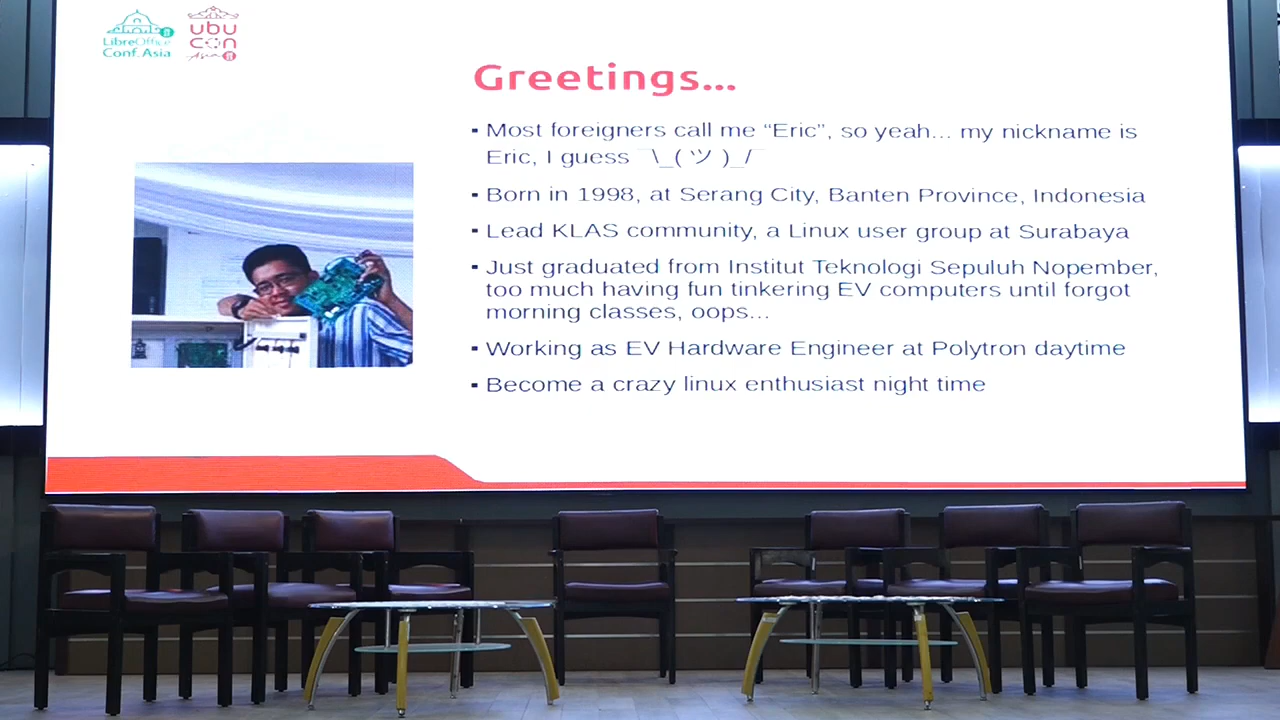 LibreOffice
Conf. Asia
ubu
con
Asia
Greetings...
▪ Most foreigners call me “Eric”, so yeah... my nickname is
Eric, I guess ¯\_( ツ )_/¯
▪ Born in 1998, at Serang City, Banten Province, Indonesia
▪ Lead KLAS community, a Linux user group at Surabaya
▪ Just graduated from Institut Teknologi Sepuluh Nopember,
too much having fun tinkering EV computers until forgot
morning classes, oops...
▪ Working as EV Hardware Engineer at Polytron daytime
▪ Become a crazy linux enthusiast night time